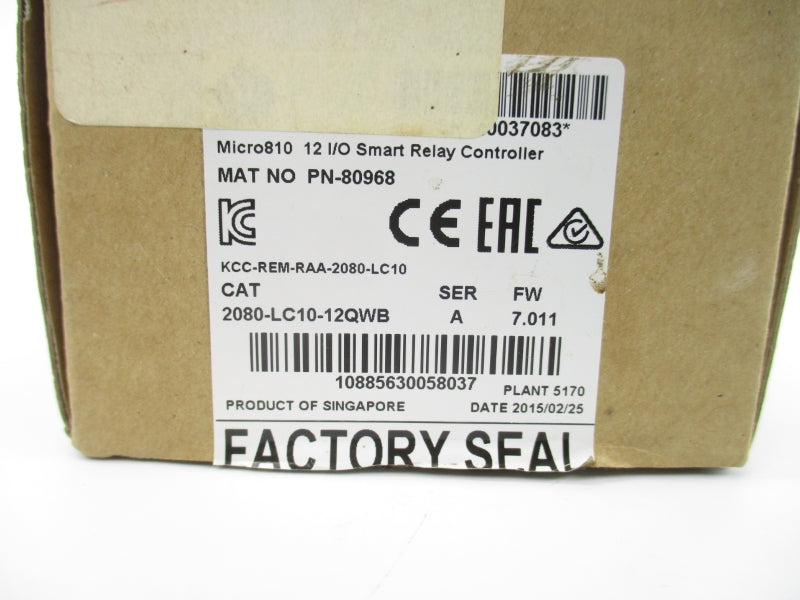 0037083*
Micro810 12 I/O Smart Relay Controller
MAT NO PN-80968
KC CE EAC
KCC-REM-RAA-2080-LC10
CAT SER FW
2080-LC10-12QWB A 7.011
10885630058037
PLANT 5170
PRODUCT OF SINGAPORE DATE 2015/02/25
FACTORY SEAL